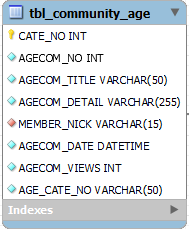 tbl_community_age
CATE_NO INT
AGECOM_NO INT
AGECOM_TITLE VARCHAR(50)
AGECOM_DETAIL VARCHAR(255)
MEMBER_NICK VARCHAR(15)
AGECOM_DATE DATETIME
AGECOM_VIEWS INT
AGE_CATE_NO VARCHAR(50)
Indexes